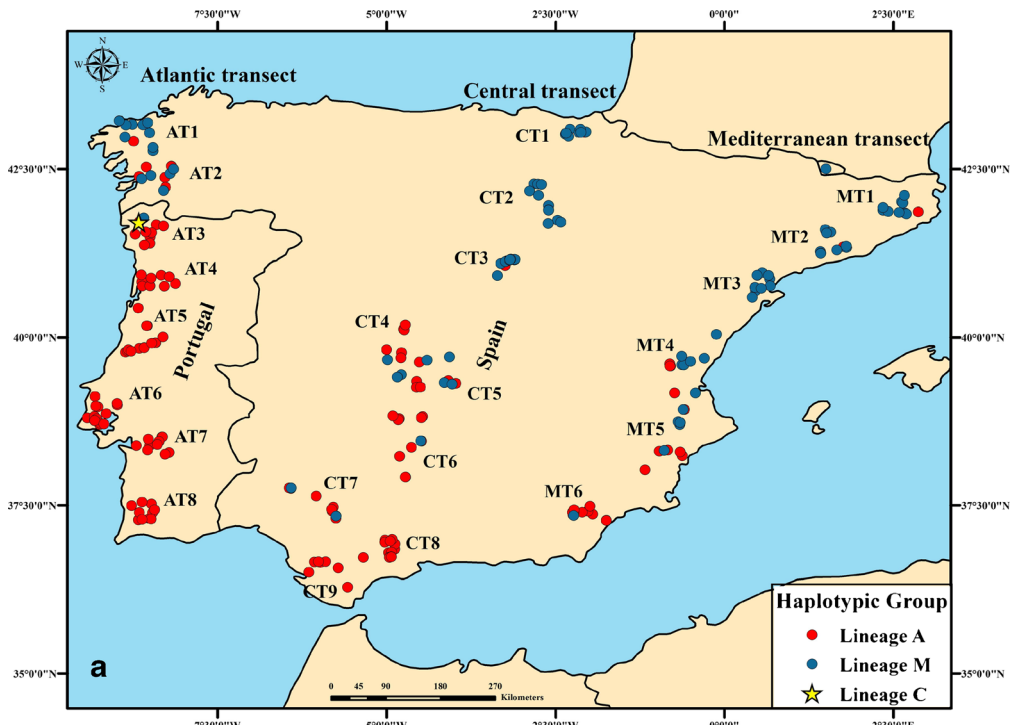 7°30'0"W 5°0'0"W 2°30'0"W 0°0'0" 2°30'0"E
N
W E
S
Atlantic transect
Central transect
Mediterranean transect
AT1
CT1
42°30'0"N 42°30'0"N
AT2
CT2
MT1
AT3
MT2
CT3
AT4
MT3
AT5
CT4
Portugal
Spain
40°0'0"N 40°0'0"N
MT4
AT6
CT5
AT7
MT5
CT6
CT7
MT6
AT8
37°30'0"N 37°30'0"N
CT8
CT9
Haplotypic Group
Lineage A
Lineage M
Lineage C
a
35°0'0"N 35°0'0"N
0 45 90 180 270
Kilometers